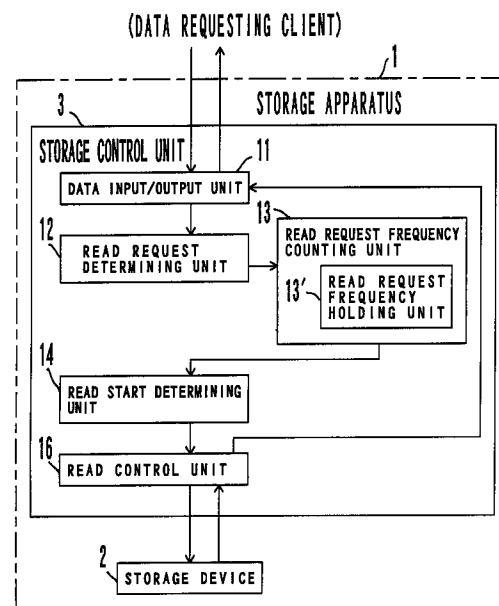 (DATA REQUESTING CLIENT)
1
3
STORAGE APPARATUS
STORAGE CONTROL UNIT
11
DATA INPUT/OUTPUT UNIT
12
READ REQUEST
DETERMINING UNIT
13
READ REQUEST FREQUENCY
COUNTING UNIT
13'
READ REQUEST
FREQUENCY
HOLDING UNIT
14
READ START DETERMINING
UNIT
16
READ CONTROL UNIT
2
STORAGE DEVICE